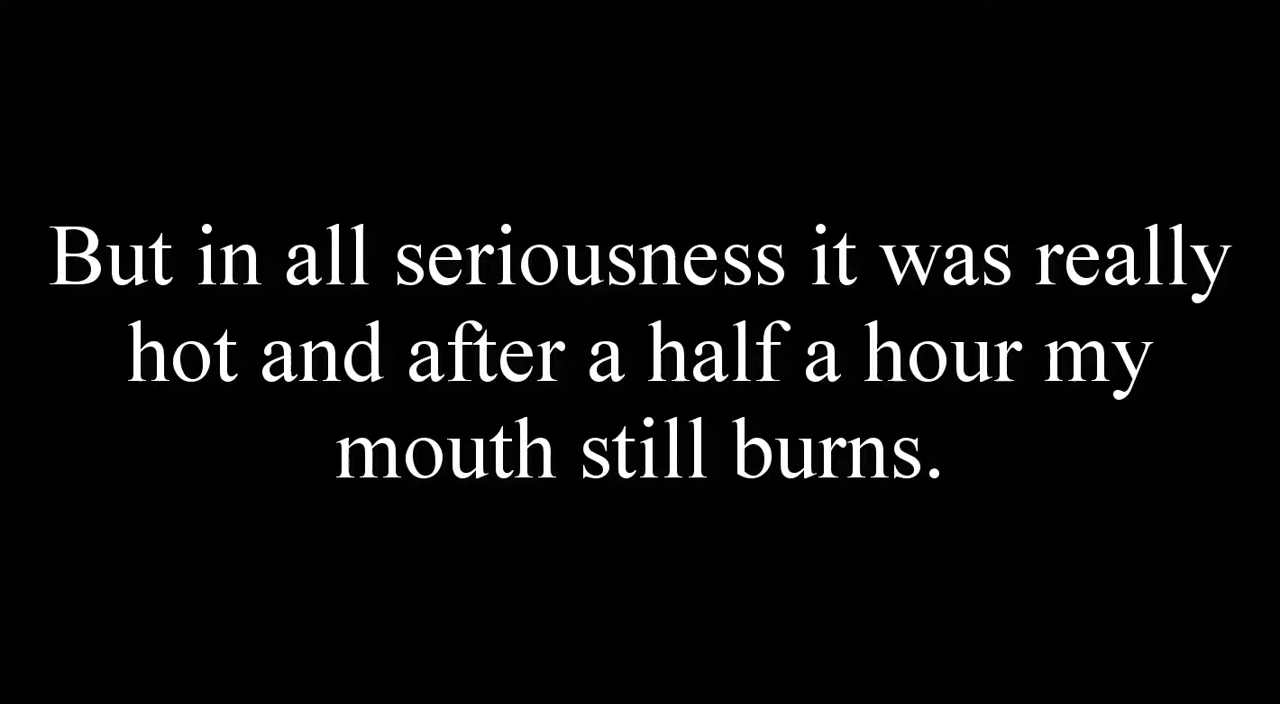 But in all seriousness it was really
hot and after a half a hour my
mouth still burns.